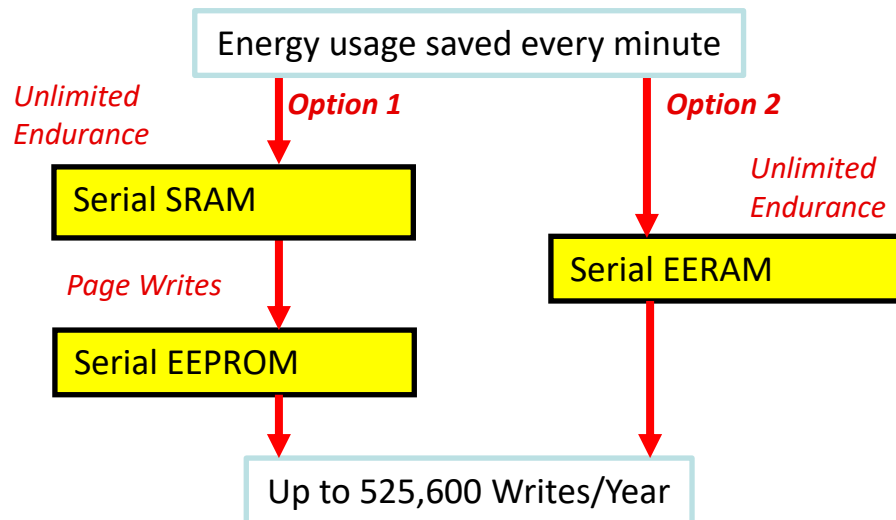 Energy usage saved every minute
Unlimited
Endurance
Option 1
Option 2
Serial SRAM
Unlimited
Endurance
Page Writes
Serial EERAM
Serial EEPROM
Up to 525,600 Writes/Year